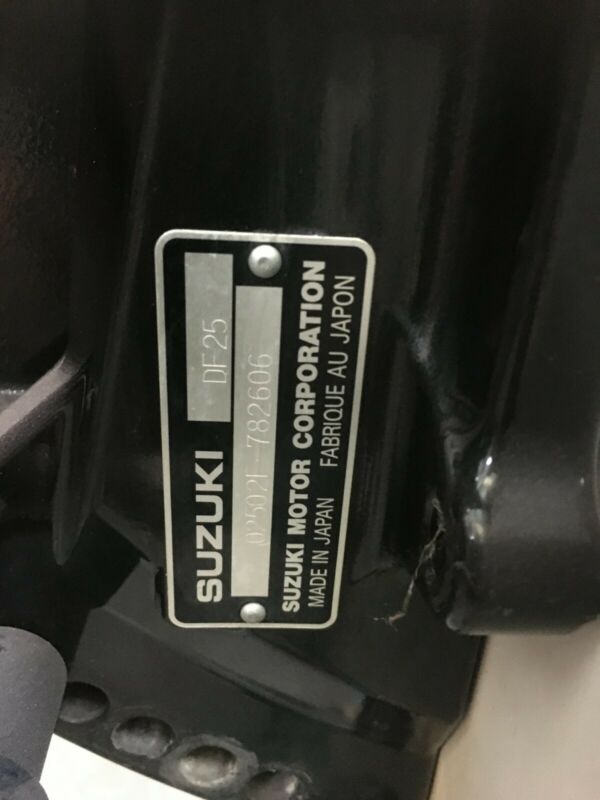 SUZUKI DF25
02502F-782606
SUZUKI MOTOR CORPORATION
MADE IN JAPAN FABRIQUE AU JAPON